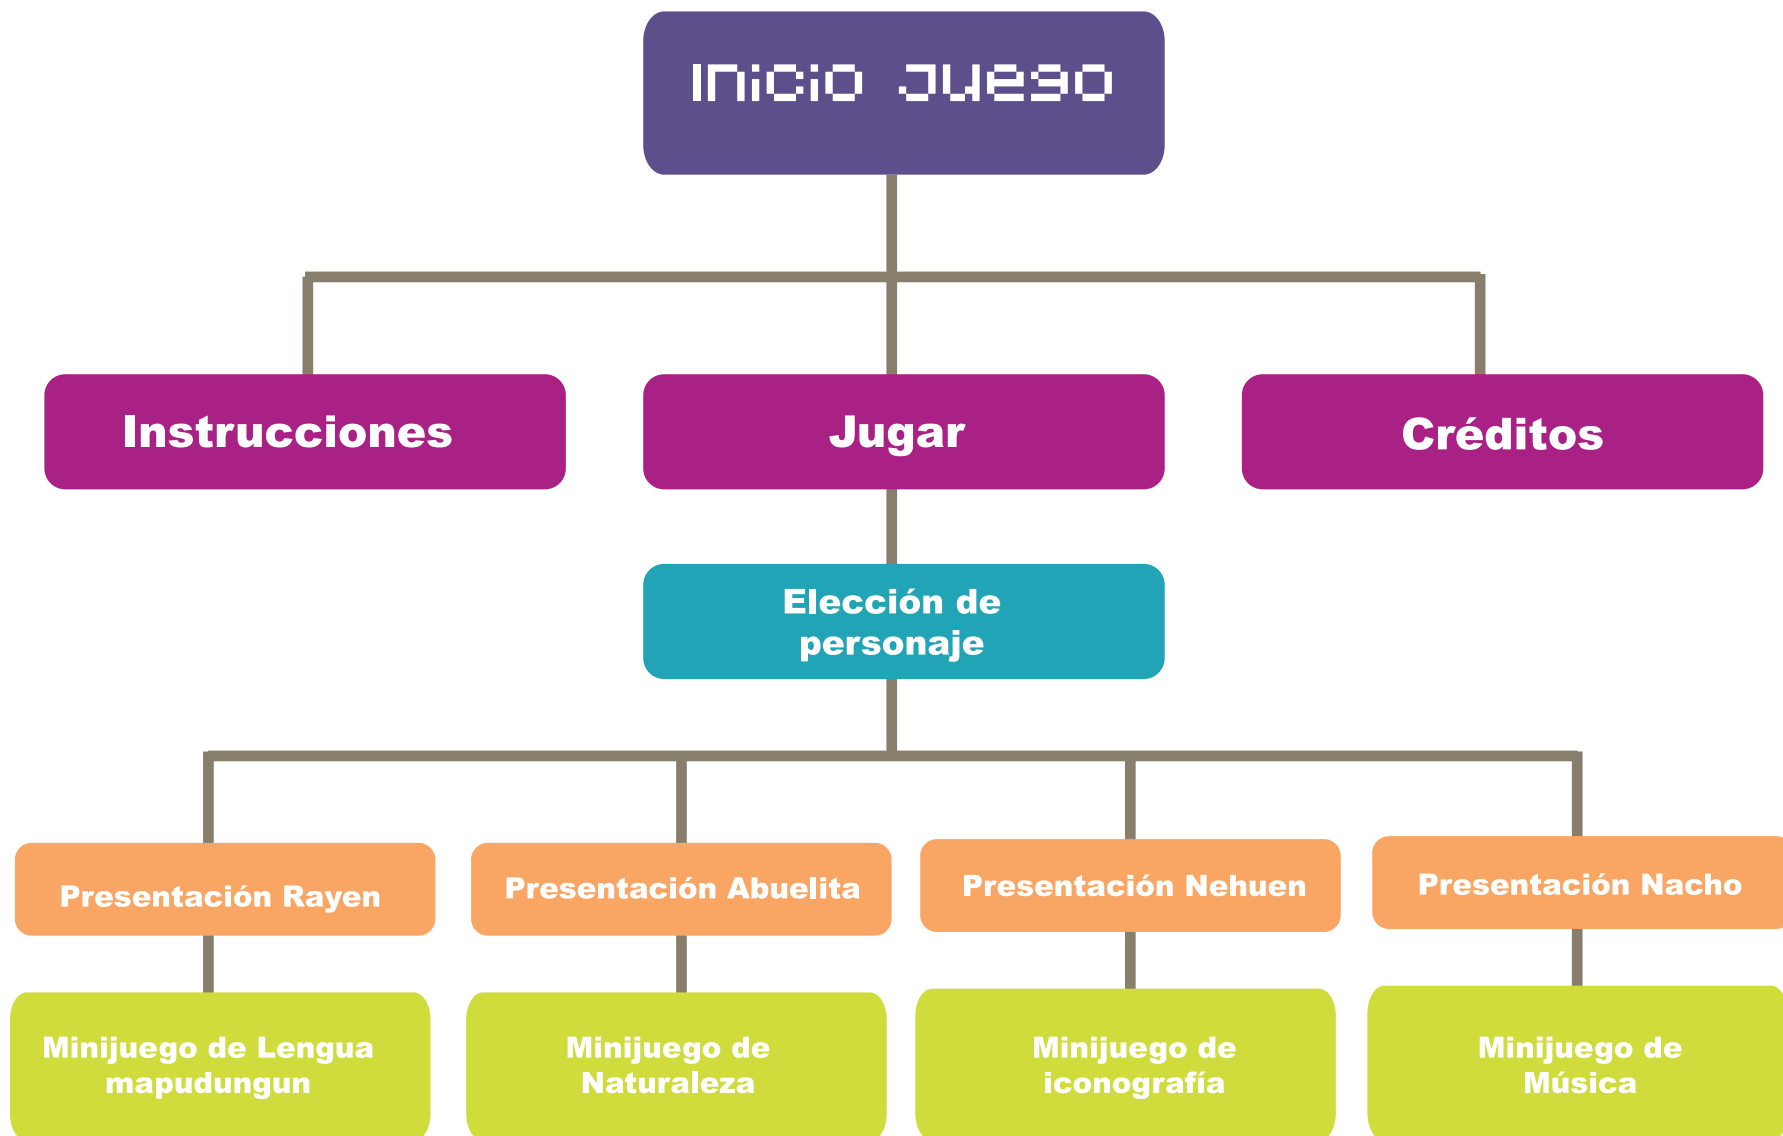 Inicio Juego
Instrucciones
Jugar
Créditos
Elección de
personaje
Presentación Rayen
Presentación Abuelita
Presentación Nehuen
Presentación Nacho
Minijuego de Lengua
mapudungun
Minijuego de
Naturaleza
Minijuego de
iconografía
Minijuego de
Música